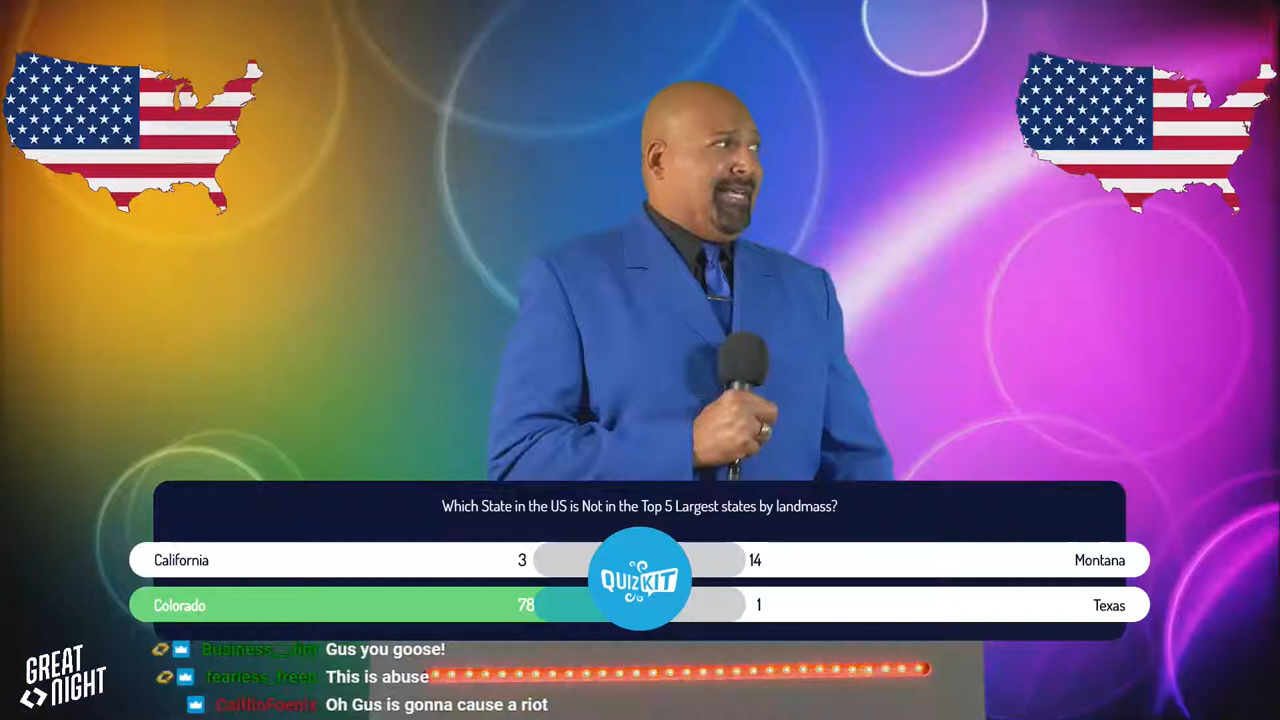 Which State in the US is Not in the Top 5 Largest states by landmass?
California 3
14 Montana
QUIZKIT
Colorado 78
1 Texas
Business__Jim Gus you goose!
fearless_freep This is abuse
Oh Gus is gonna cause a riot
GREAT
NIGHT